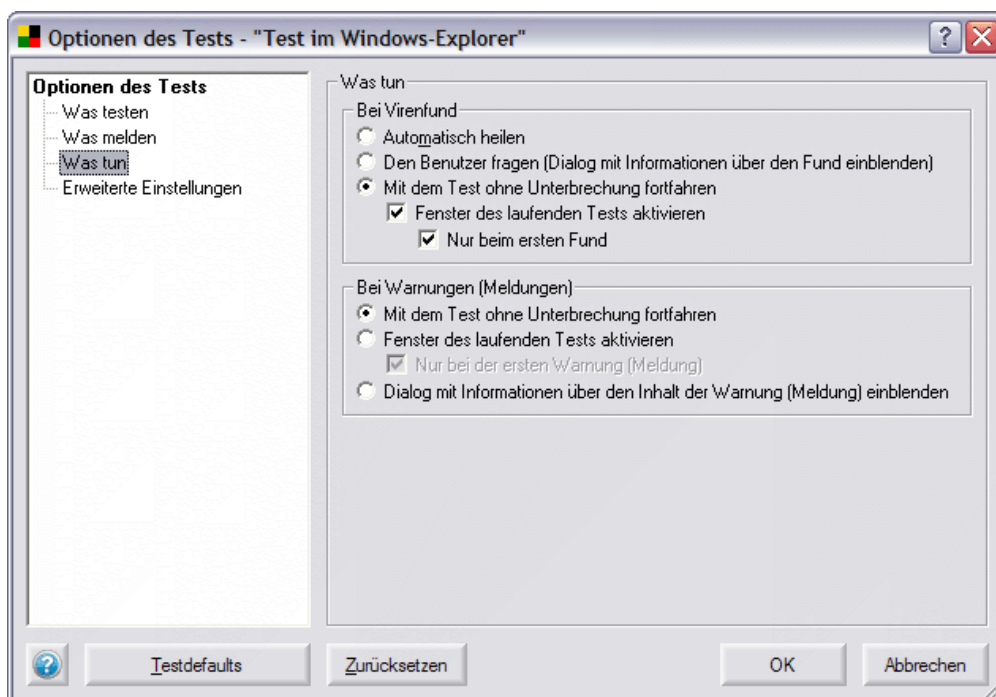 Optionen des Tests - "Test im Windows-Explorer"
?
Optionen des Tests
Was testen
Was melden
Was tun
Erweiterte Einstellungen
Was tun
Bei Virenfund
Automatisch heilen
Den Benutzer fragen (Dialog mit Informationen über den Fund einblenden)
Mit dem Test ohne Unterbrechung fortfahren
Fenster des laufenden Tests aktivieren
Nur beim ersten Fund
Bei Warnungen (Meldungen)
Mit dem Test ohne Unterbrechung fortfahren
Fenster des laufenden Tests aktivieren
Nur bei der ersten Warnung (Meldung)
Dialog mit Informationen über den Inhalt der Warnung (Meldung) einblenden
? Testdefaults Zurücksetzen OK Abbrechen